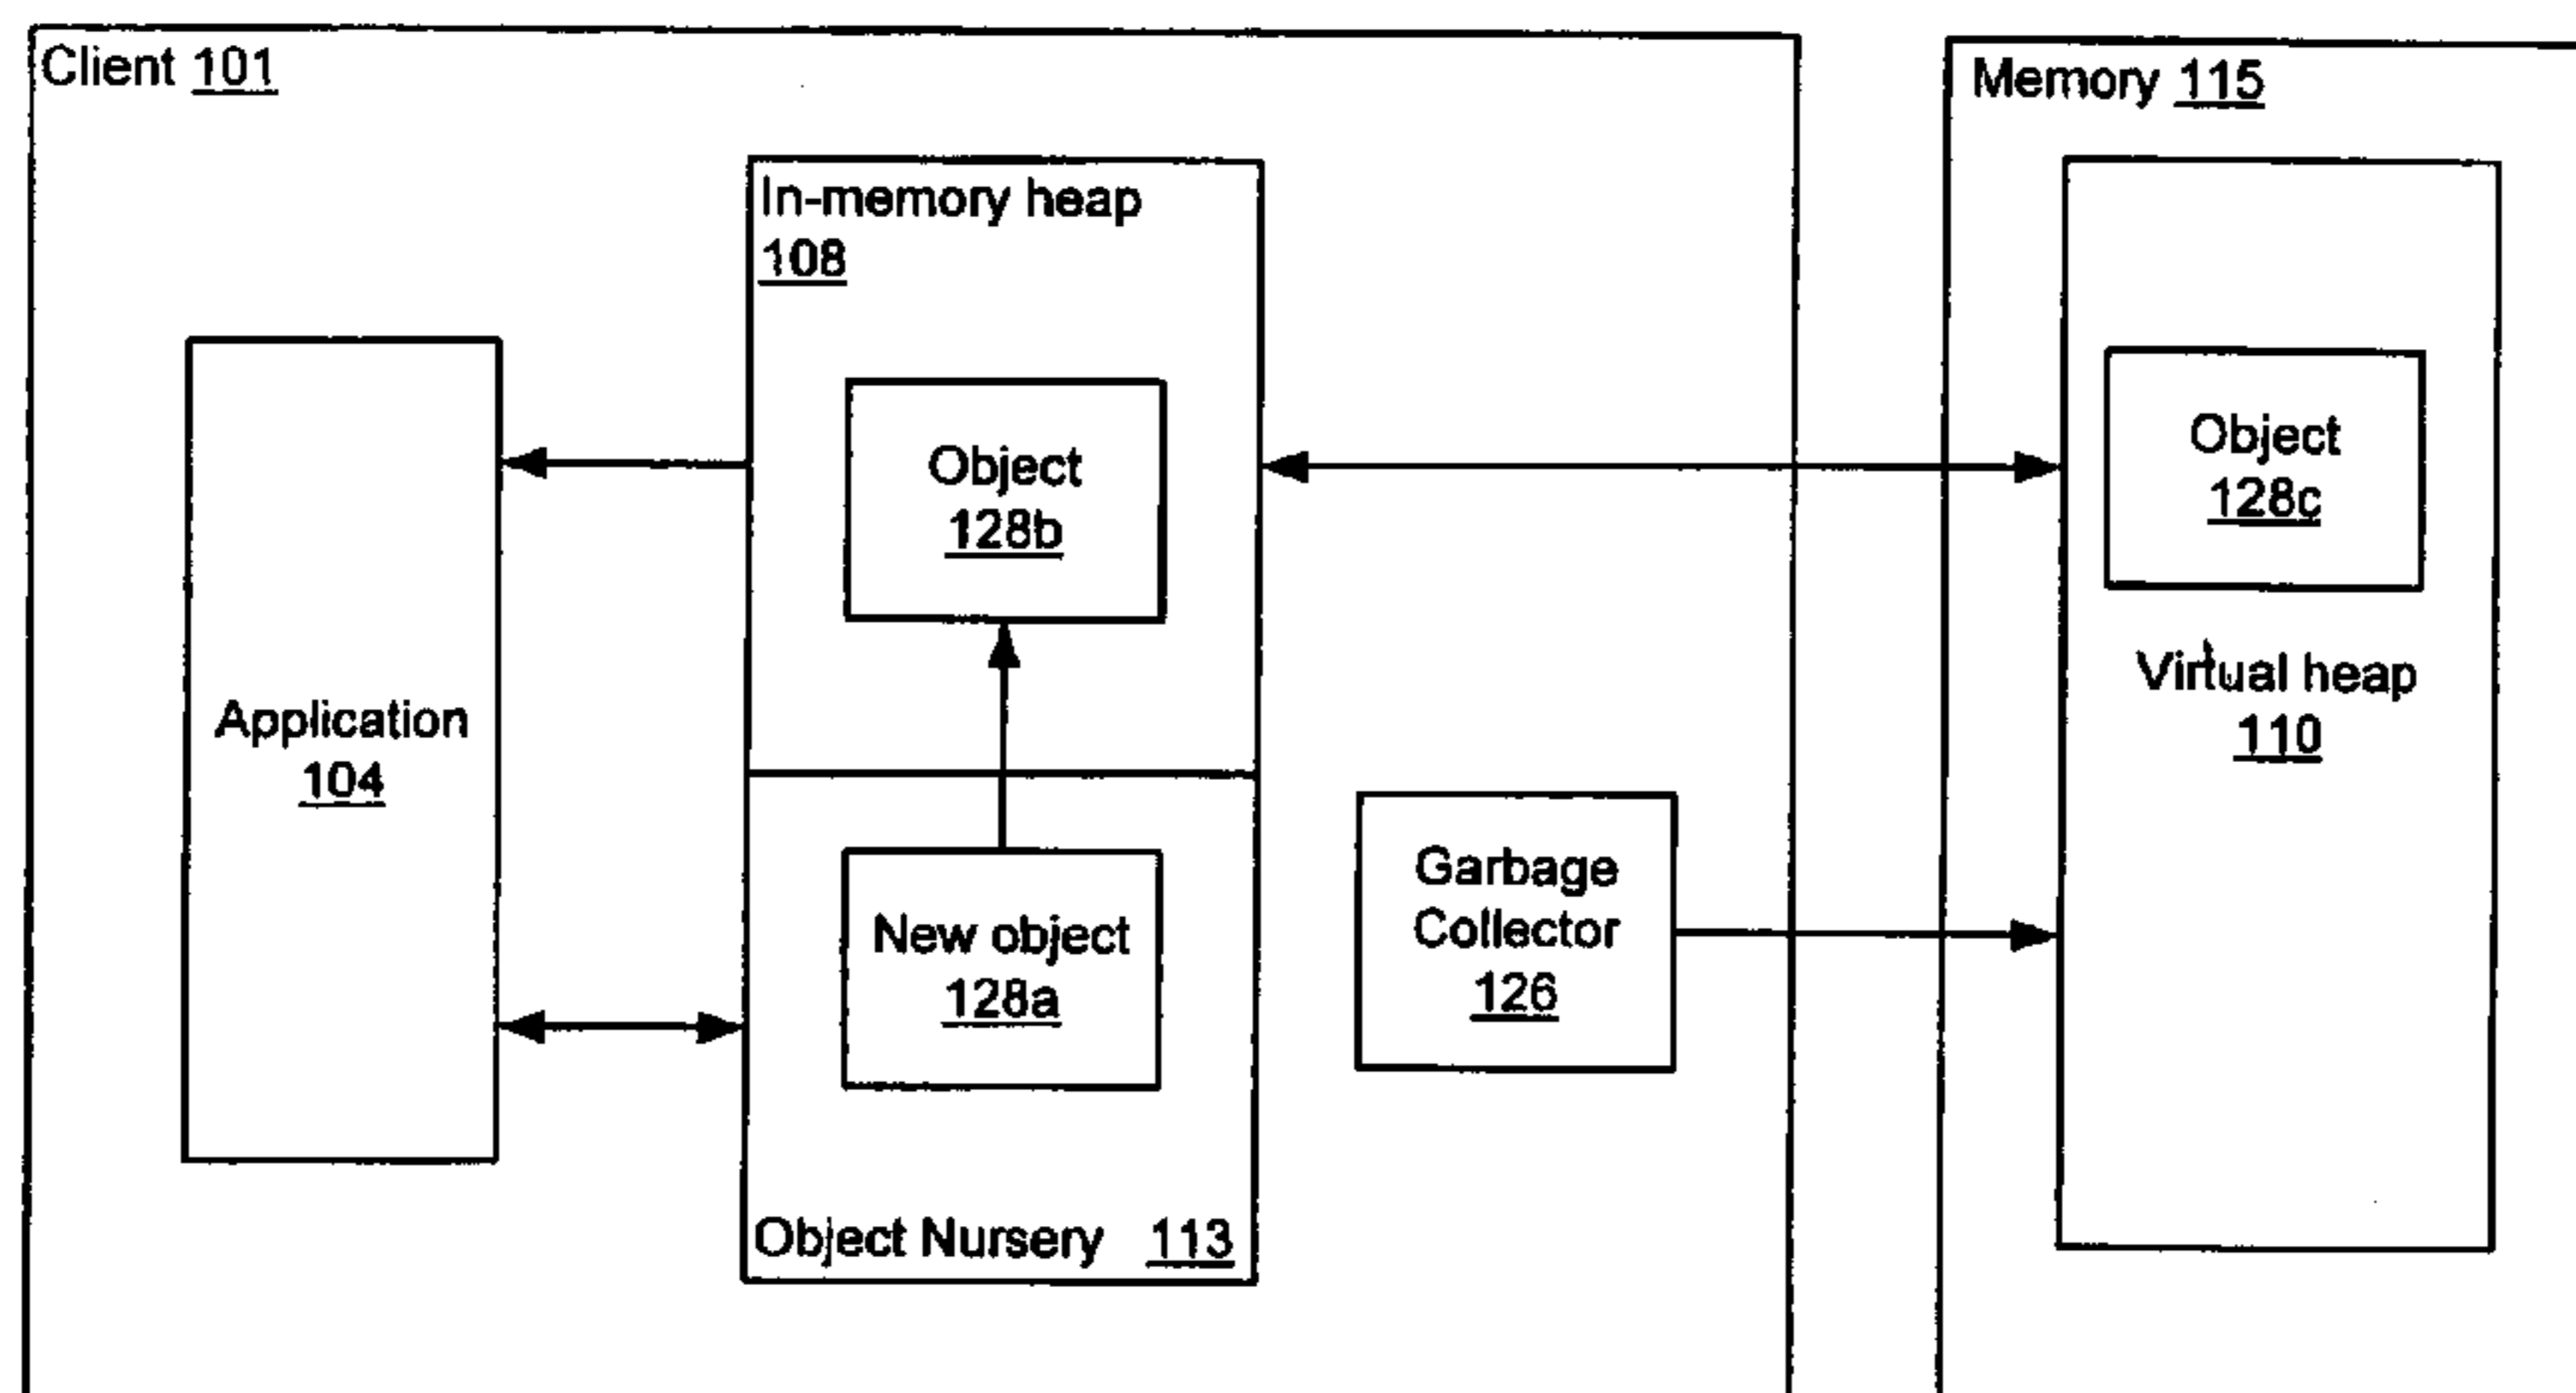 Client 101
Memory 115
In-memory heap
108
Object
128b
Object
128c
Application
104
Virtual heap
110
Garbage
Collector
126
New object
128a
Object Nursery 113